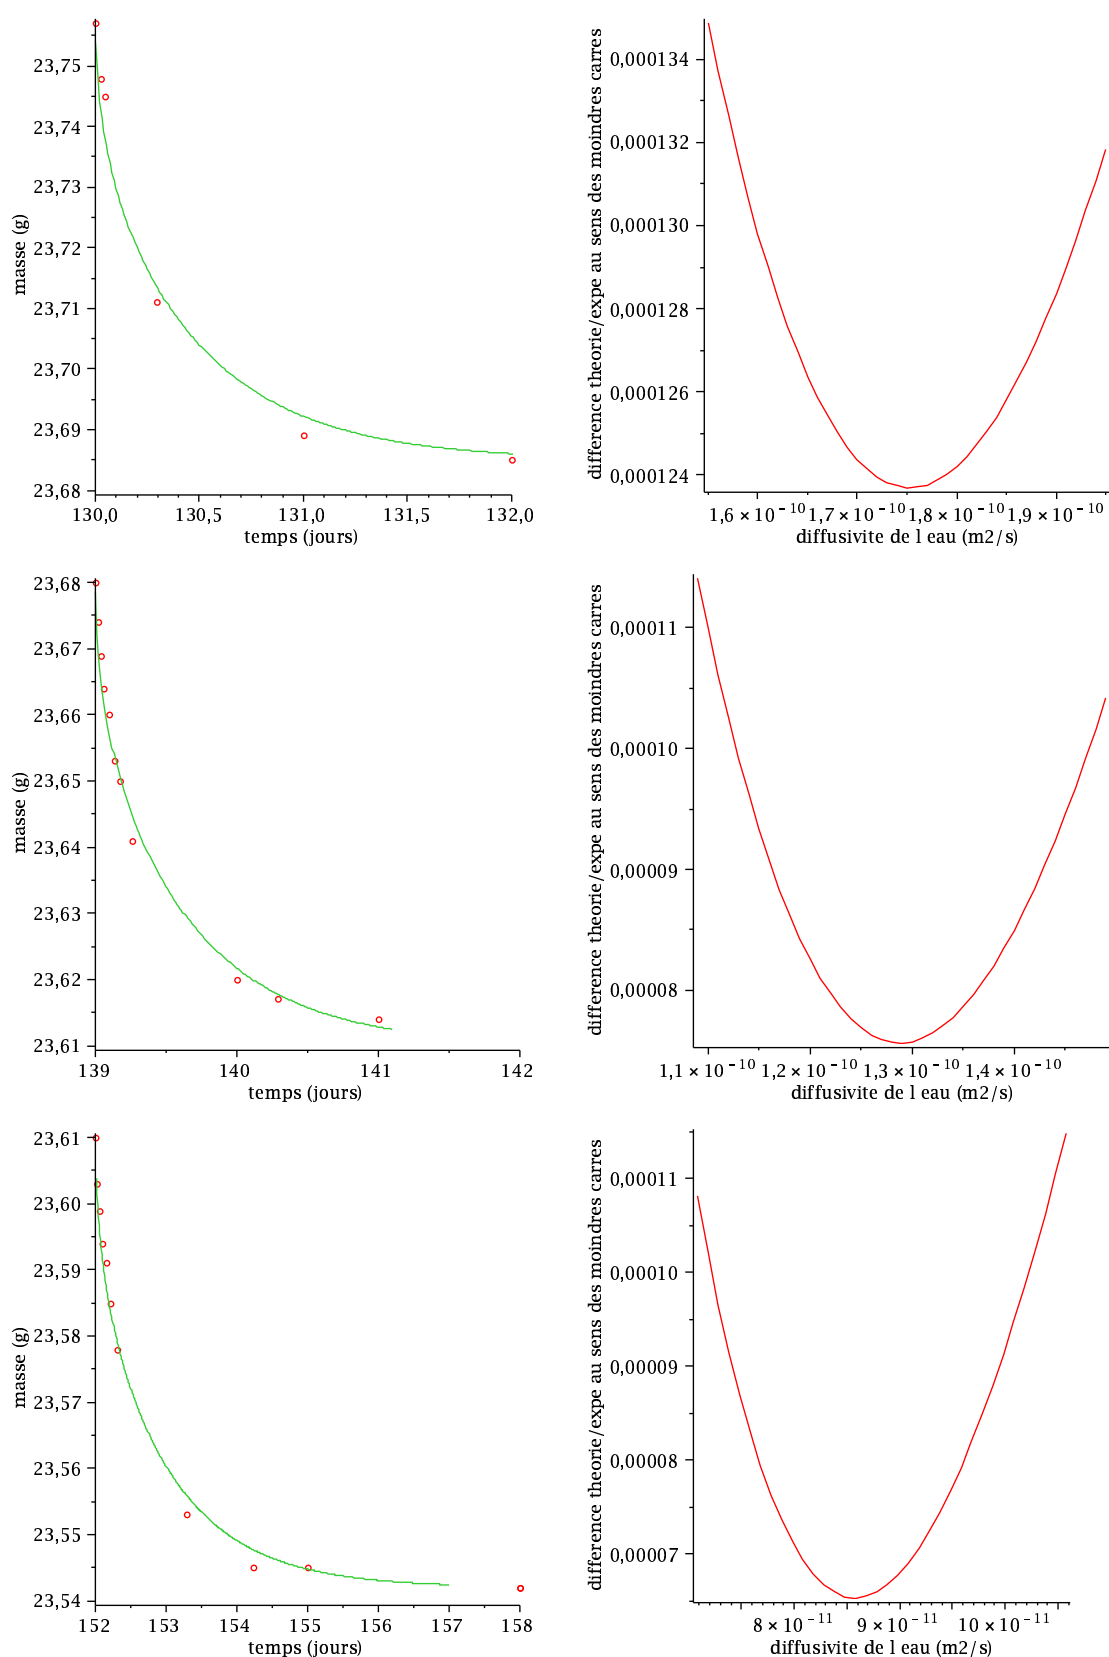 masse (g)
23,75
23,74
23,73
23,72
23,71
23,70
23,69
23,68
130,0 130,5 131,0 131,5 132,0
temps (jours)
difference theorie/expe au sens des moindres carres
0,000134
0,000132
0,000130
0,000128
0,000126
0,000124
1,6 × 10⁻¹⁰ 1,7 × 10⁻¹⁰ 1,8 × 10⁻¹⁰ 1,9 × 10⁻¹⁰
diffusivite de l eau (m2/s)
masse (g)
23,68
23,67
23,66
23,65
23,64
23,63
23,62
23,61
139 140 141 142
temps (jours)
difference theorie/expe au sens des moindres carres
0,00011
0,00010
0,00009
0,00008
1,1 × 10⁻¹⁰ 1,2 × 10⁻¹⁰ 1,3 × 10⁻¹⁰ 1,4 × 10⁻¹⁰
diffusivite de l eau (m2/s)
masse (g)
23,61
23,60
23,59
23,58
23,57
23,56
23,55
23,54
152 153 154 155 156 157 158
temps (jours)
difference theorie/expe au sens des moindres carres
0,00011
0,00010
0,00009
0,00008
0,00007
8 × 10⁻¹¹ 9 × 10⁻¹¹ 10 × 10⁻¹¹
diffusivite de l eau (m2/s)